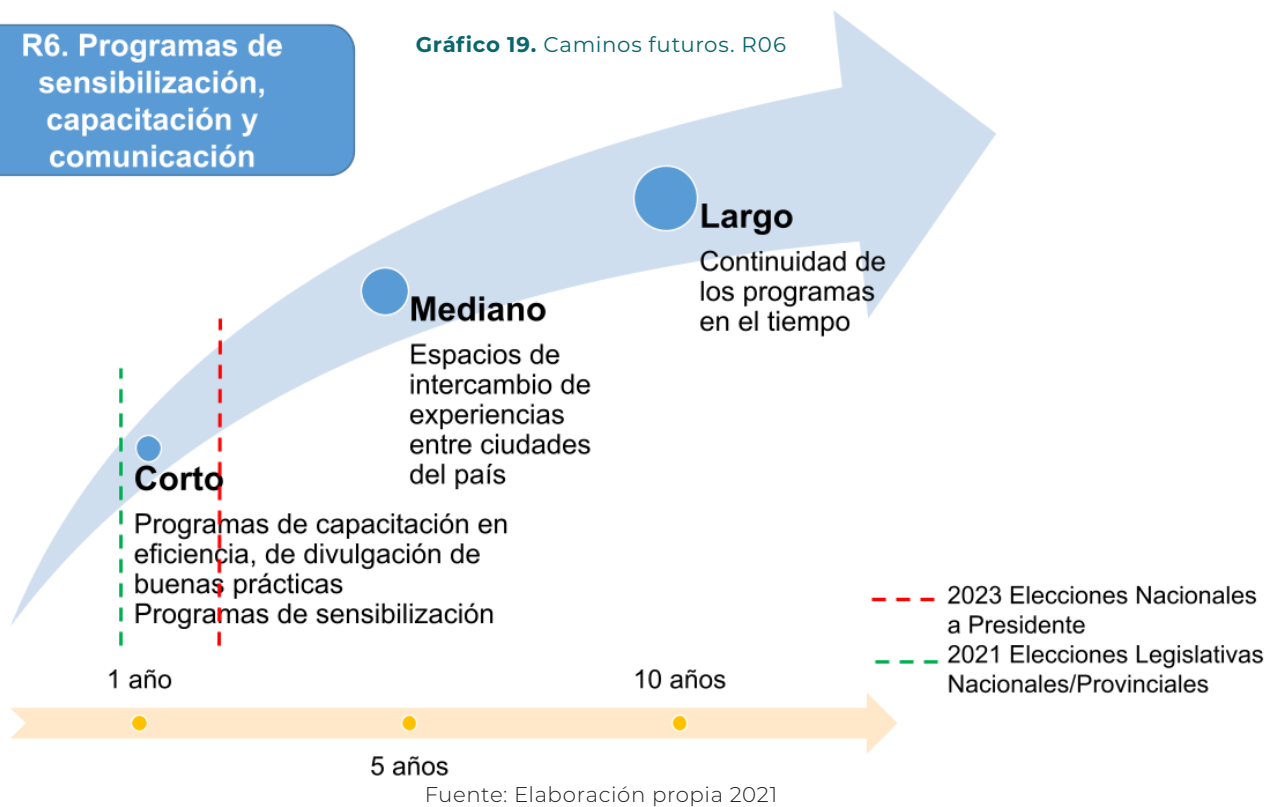 R6. Programas de
sensibilización,
capacitación y
comunicación
Gráfico 19. Caminos futuros. R06
Largo
Continuidad de
los programas
en el tiempo
Mediano
Espacios de
intercambio de
experiencias
entre ciudades
del país
Corto
Programas de capacitación en
eficiencia, de divulgación de
buenas prácticas
Programas de sensibilización
2023 Elecciones Nacionales
a Presidente
2021 Elecciones Legislativas
Nacionales/Provinciales
1 año
10 años
5 años
Fuente: Elaboración propia 2021